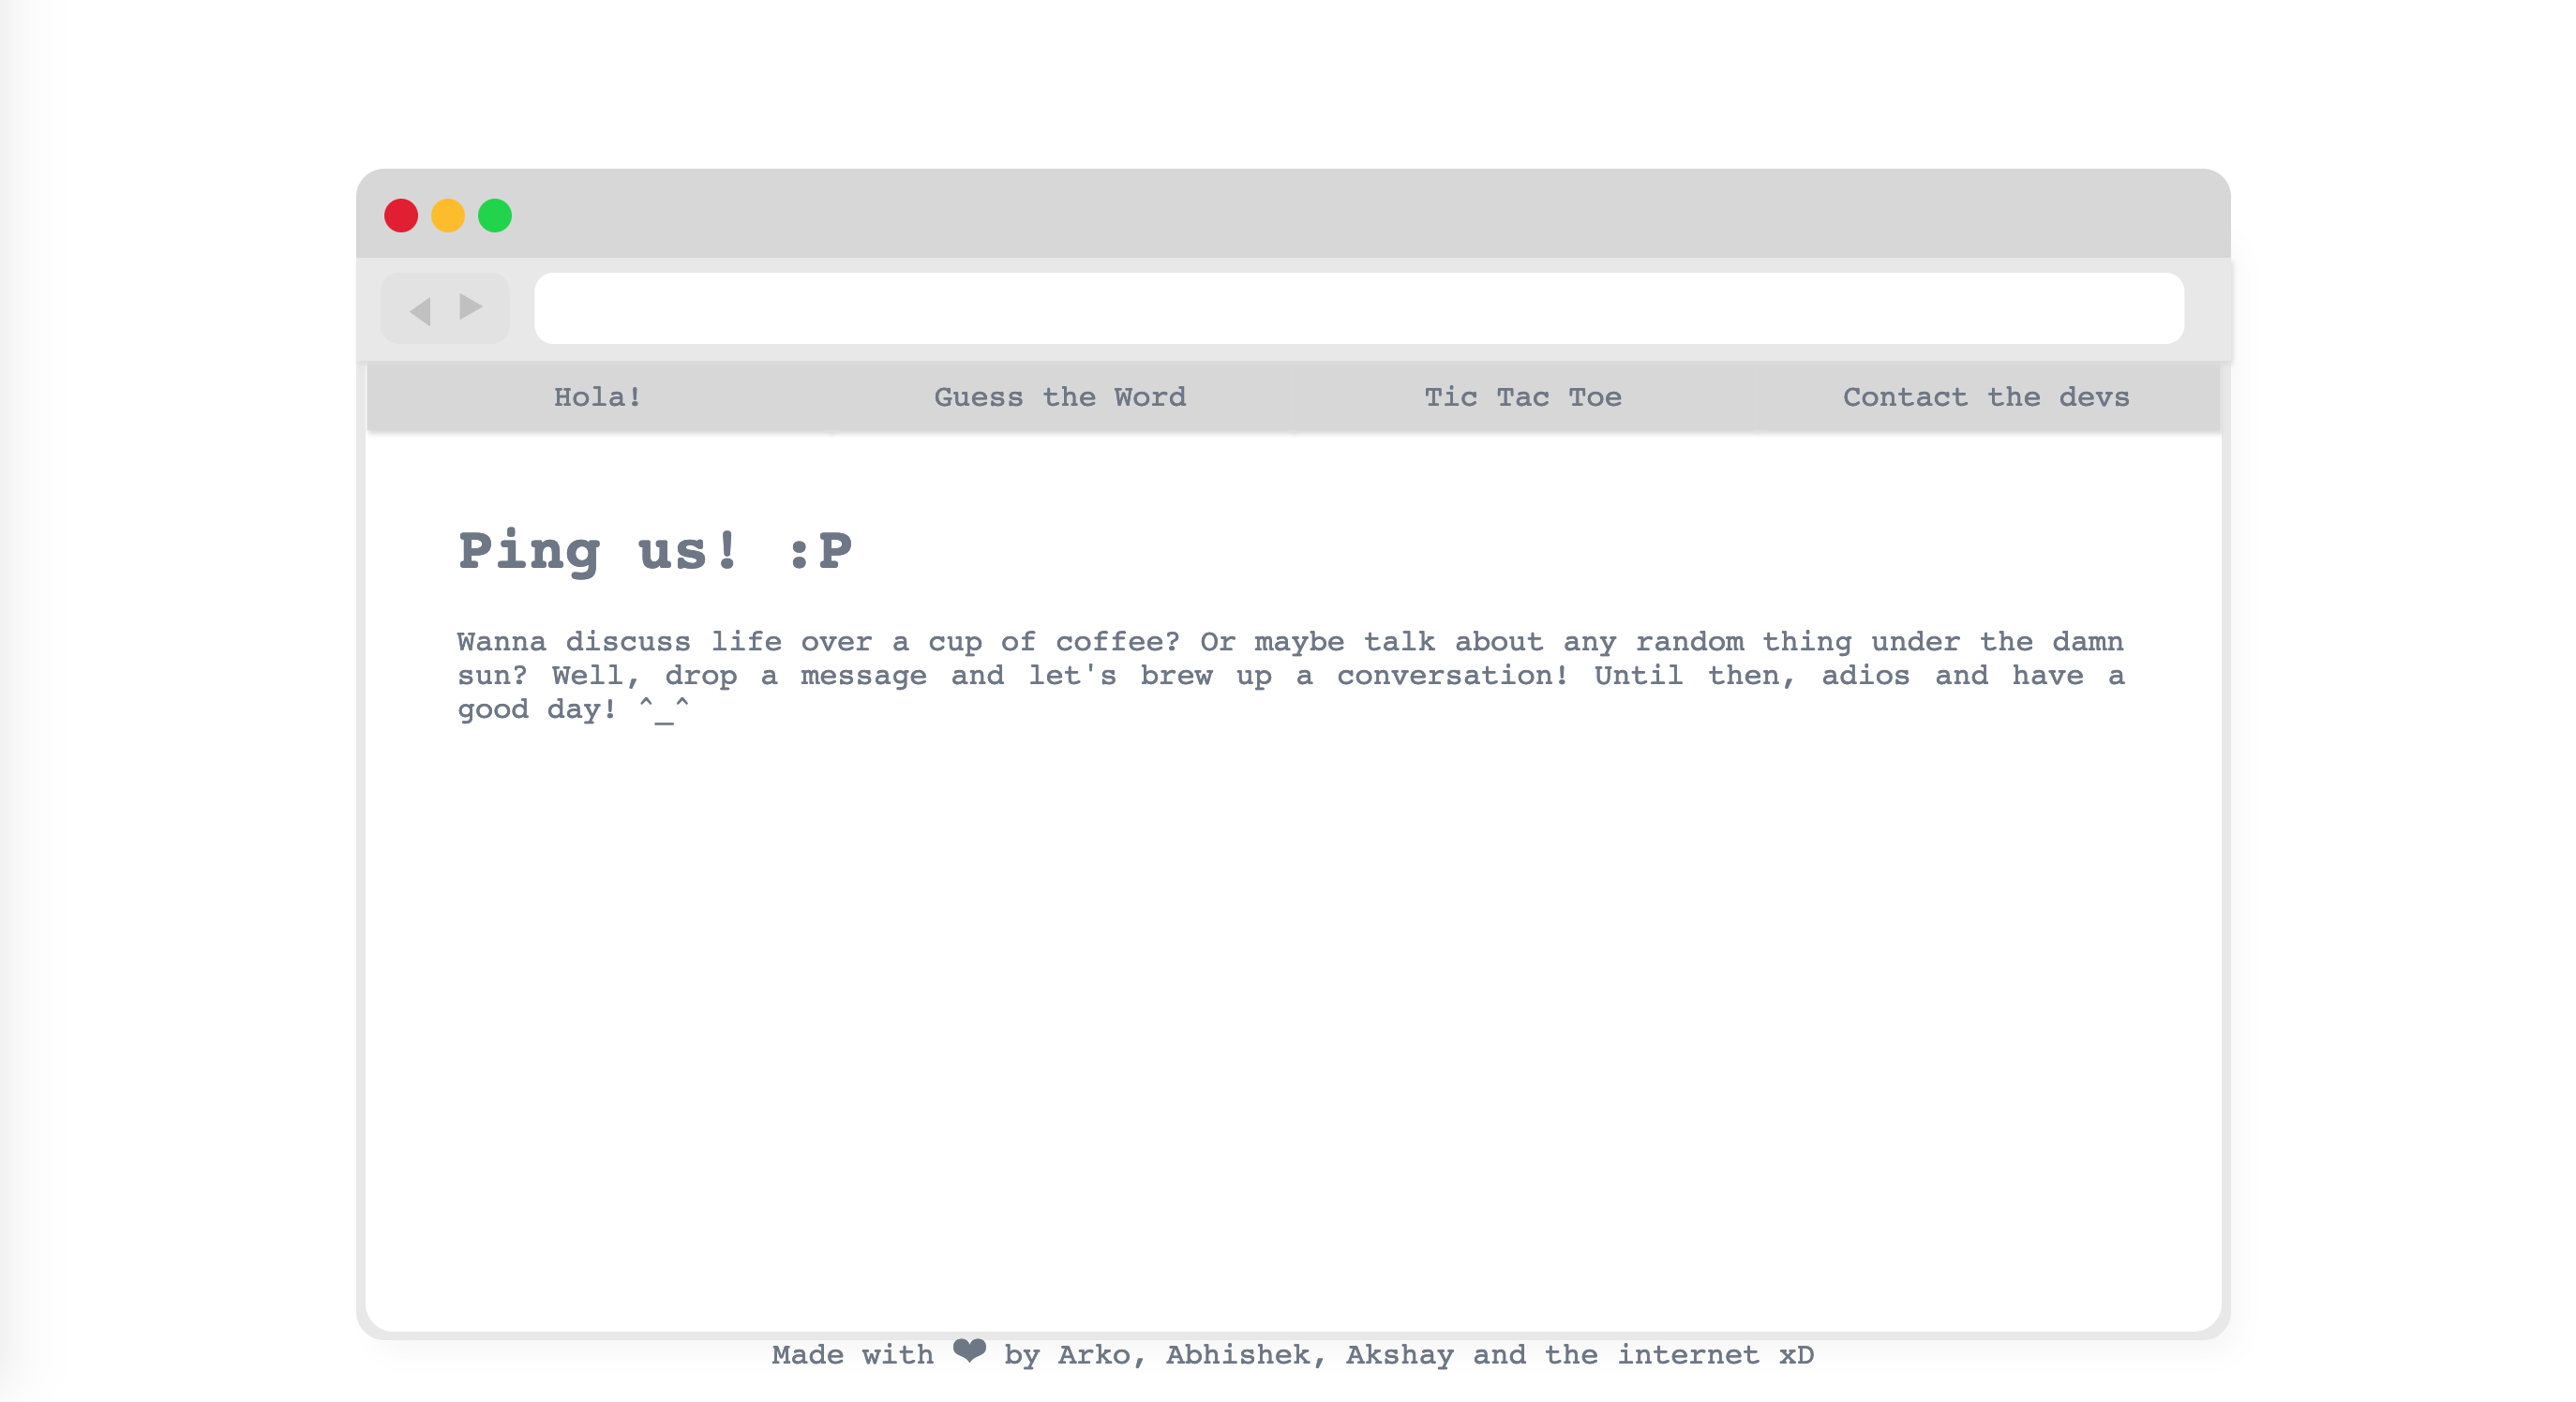 Hola! Guess the Word Tic Tac Toe Contact the devs
Ping us! :P
Wanna discuss life over a cup of coffee? Or maybe talk about any random thing under the damn
sun? Well, drop a message and let's brew up a conversation! Until then, adios and have a
good day! ^_^
Made with ❤ by Arko, Abhishek, Akshay and the internet xD